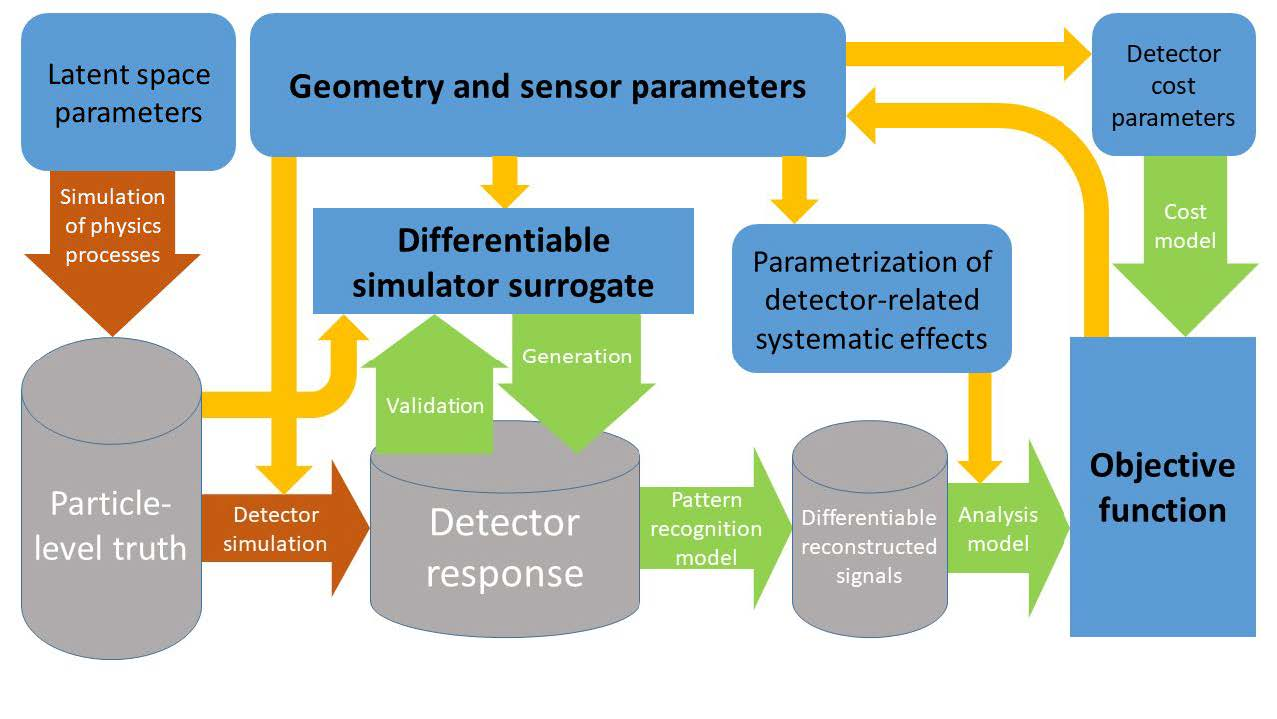 Latent space
parameters
Geometry and sensor parameters
Detector
cost
parameters
Simulation
of physics
processes
Cost
model
Differentiable
simulator surrogate
Parametrization of
detector-related
systematic effects
Generation
Validation
Particle-
level truth
Detector
simulation
Detector
response
Pattern
recognition
model
Differentiable
reconstructed
signals
Analysis
model
Objective
function